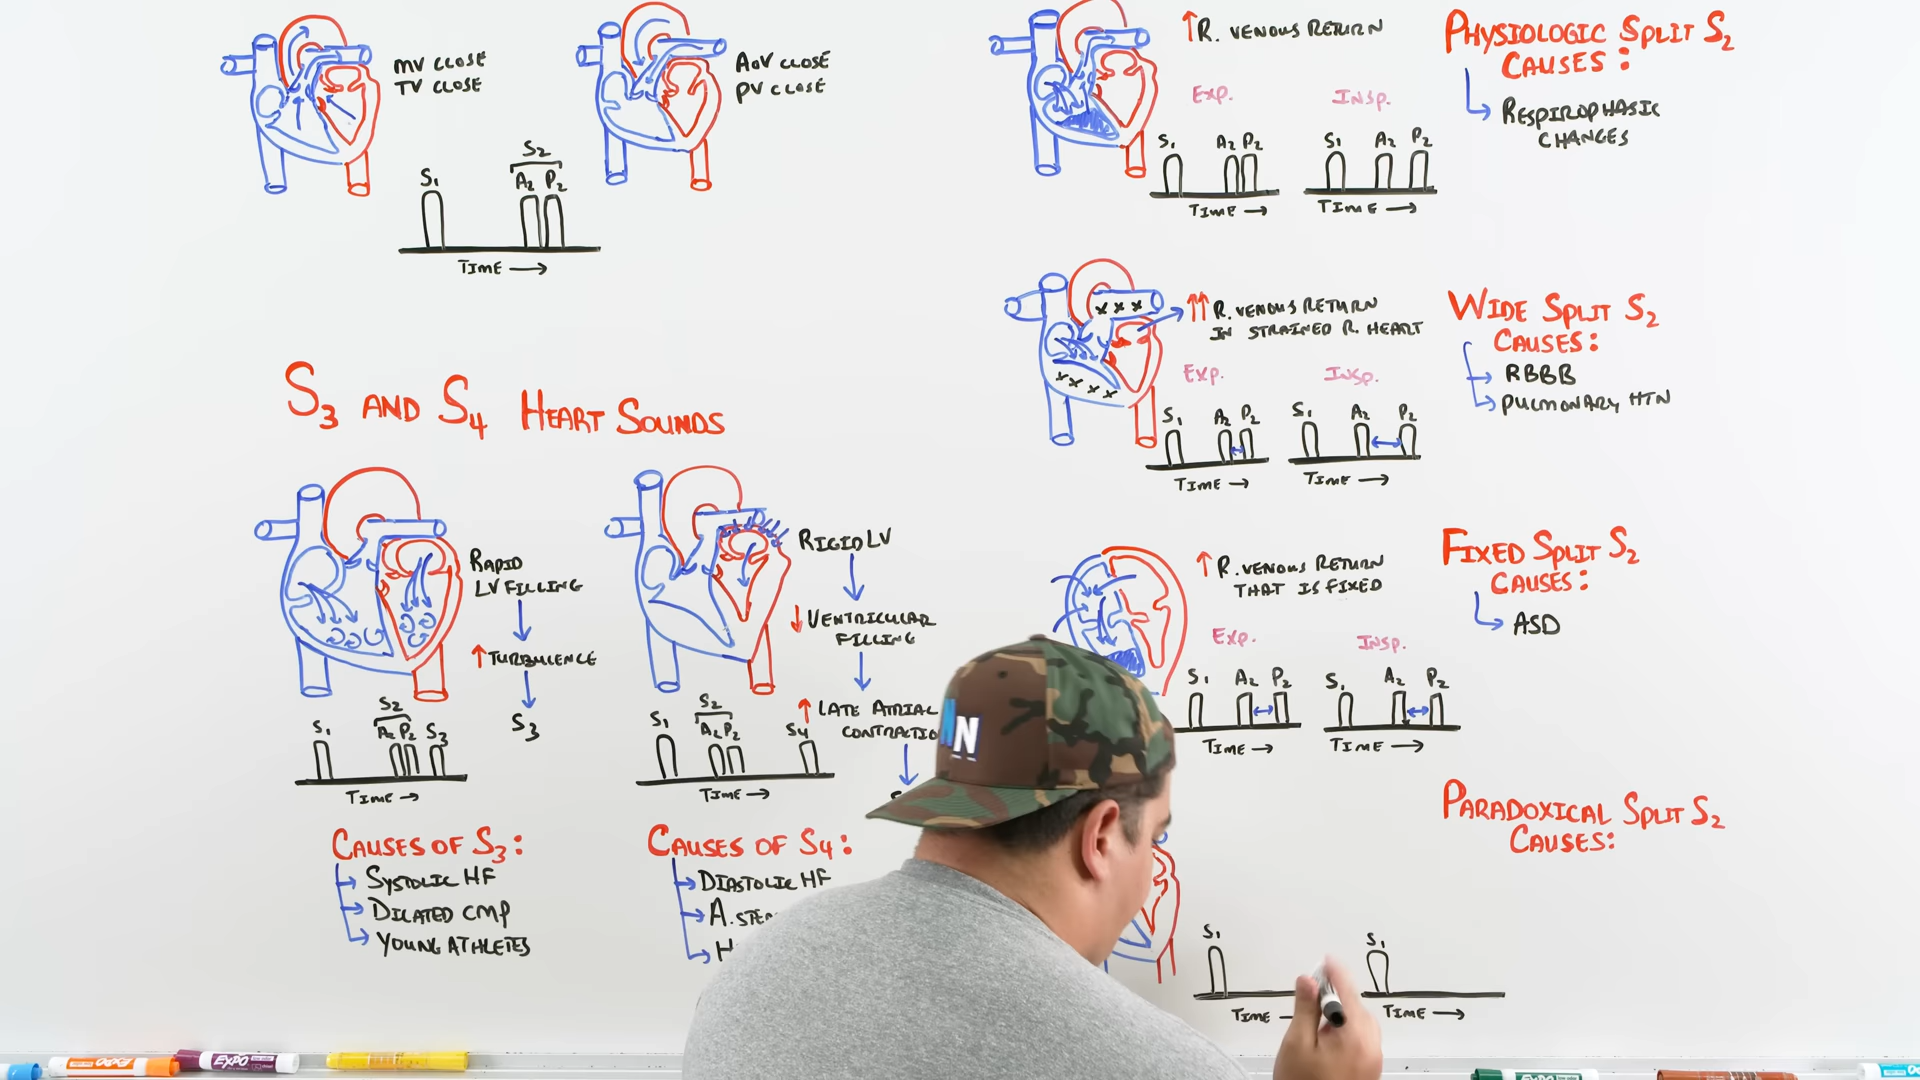 MV CLOSE
TV CLOSE
S1
S2
A2 P2
TIME →
AOV CLOSE
PV CLOSE
↑R. VENOUS RETURN
EXP.
INSP.
S1 A2 P2
S1 A2 P2
TIME →
TIME →
PHYSIOLOGIC SPLIT S2
CAUSES:
RESPIROPHASIC
CHANGES
↑↑R. VENOUS RETURN
IN STRAINED R. HEART
EXP.
INSP.
S1 A2 P2
S1 A2 P2
TIME →
TIME →
WIDE SPLIT S2
CAUSES:
RBBB
PULMONARY HTN
S3 AND S4 HEART SOUNDS
RAPID
LV FILLING
↑TURBULENCE
S3
S1
S2
A2 P2 S3
TIME →
RIGID LV
↓VENTRICULAR
FILLING
↑LATE ATRIAL
S1
S2
A2 P2
S4
TIME →
CAUSES OF S3:
SYSTOLIC HF
DILATED CMP
YOUNG ATHLETES
CAUSES OF S4:
DIASTOLIC HF
A.
↑R. VENOUS RETURN
THAT IS FIXED
EXP.
INSP.
S1 A2 P2
S1 A2 P2
TIME →
TIME →
FIXED SPLIT S2
CAUSES:
ASD
PARADOXICAL SPLIT S2
CAUSES:
S1
S1
TIME
TIME →
N
EXPO
EXPO